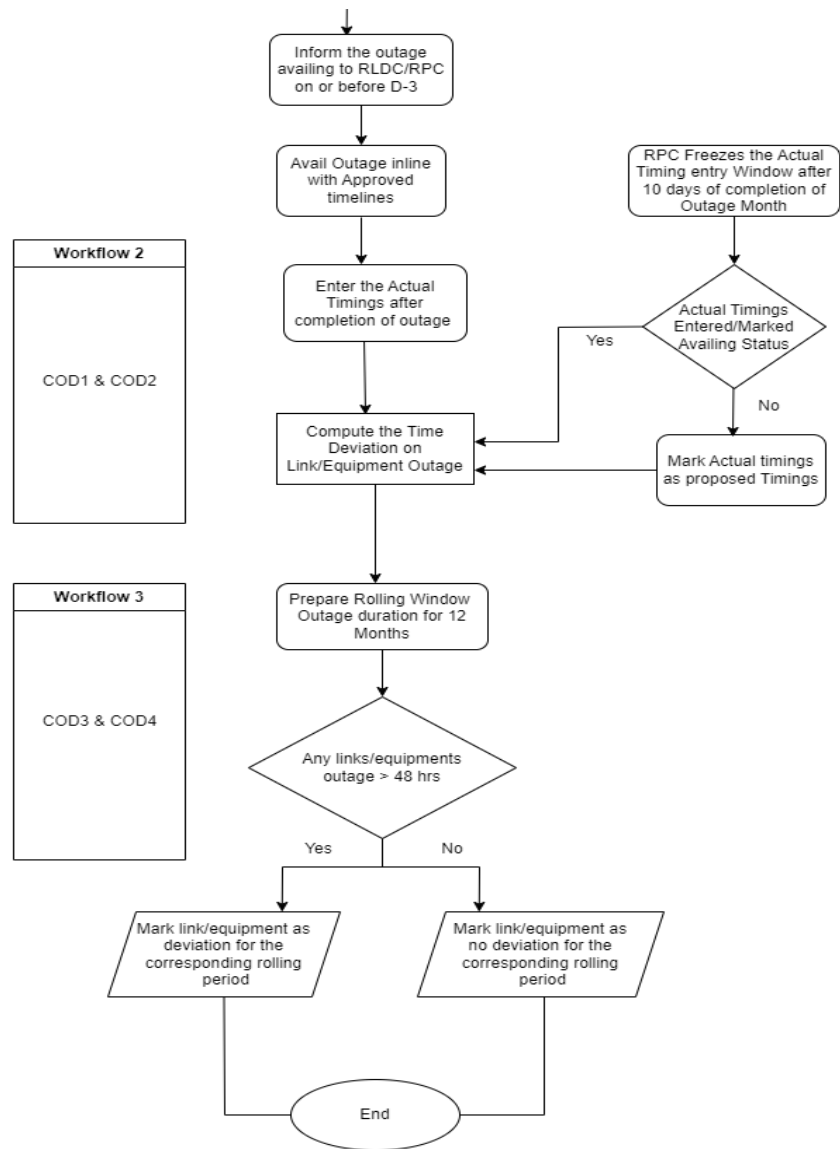 Inform the outage
availing to RLDC/RPC
on or before D-3
Avail Outage inline
with Approved
timelines
RPC Freezes the Actual
Timing entry Window after
10 days of completion of
Outage Month
Workflow 2
COD1 & COD2
Enter the Actual
Timings after
completion of outage
Actual Timings
Entered/Marked
Availing Status
Yes
No
Compute the Time
Deviation on
Link/Equipment Outage
Mark Actual timings
as proposed Timings
Workflow 3
COD3 & COD4
Prepare Rolling Window
Outage duration for 12
Months
Any links/equipments
outage > 48 hrs
Yes
No
Mark link/equipment as
deviation for the
corresponding rolling
period
Mark link/equipment as
no deviation for the
corresponding rolling
period
End